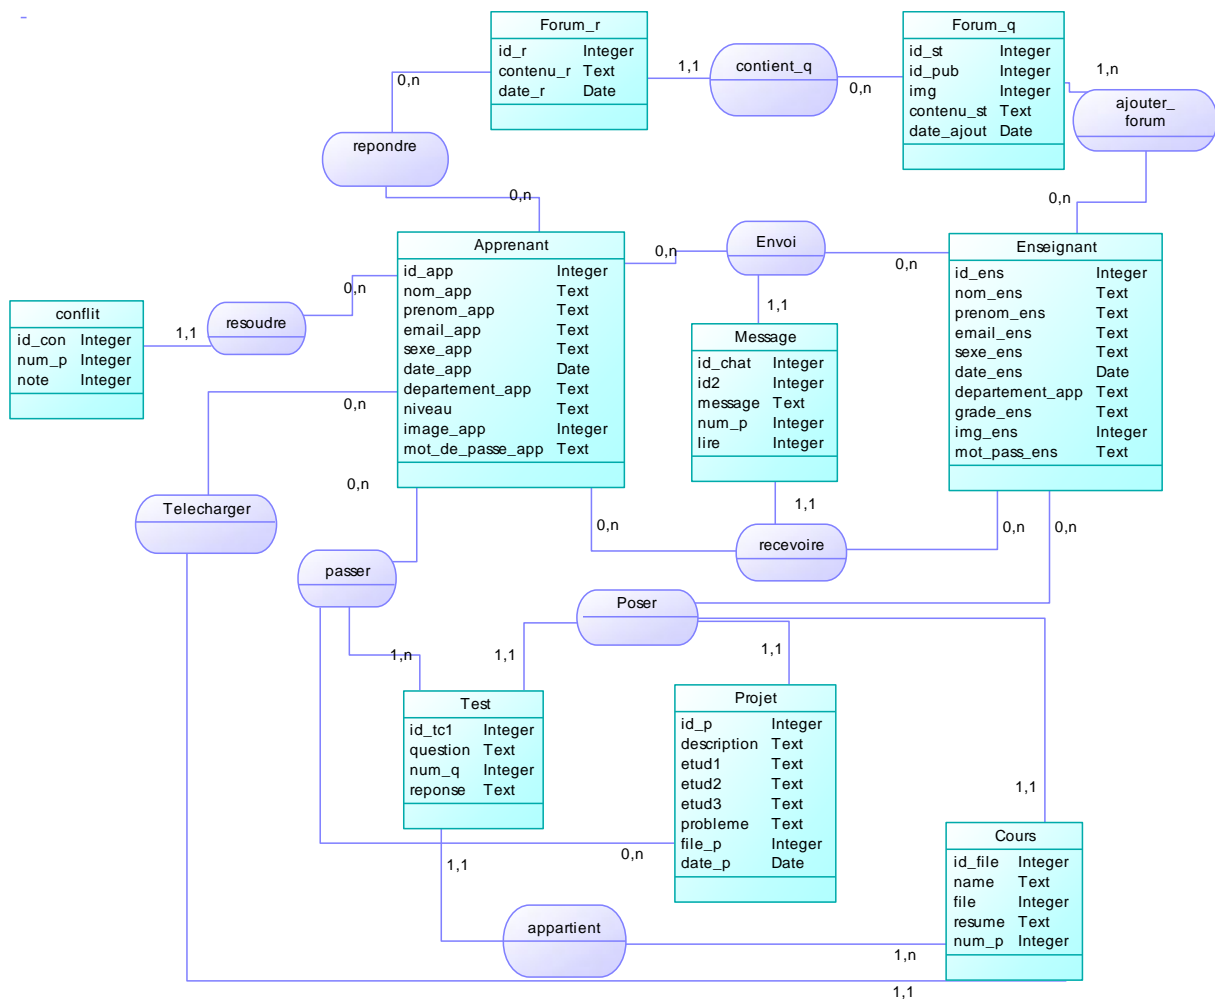 Forum_r
id_r Integer
contenu_r Text
date_r Date
Forum_q
id_st Integer
id_pub Integer
img Integer
contenu_st Text
date_ajout Date
contient_q
1,1
0,n
1,n
ajouter_
forum
0,n
repondre
0,n
0,n
Apprenant
id_app Integer
nom_app Text
prenom_app Text
email_app Text
sexe_app Text
date_app Date
departement_app Text
niveau Text
image_app Integer
mot_de_passe_app Text
Envoi
0,n
0,n
1,1
Enseignant
id_ens Integer
nom_ens Text
prenom_ens Text
email_ens Text
sexe_ens Text
date_ens Date
departement_app Text
grade_ens Text
img_ens Integer
mot_pass_ens Text
conflit
id_con Integer
num_p Integer
note Integer
resoudre
1,1
0,n
Message
id_chat Integer
id2 Integer
message Text
num_p Integer
lire Integer
0,n
0,n
Telecharger
1,1
0,n
recevoire
0,n
0,n
passer
Poser
1,n
1,1
1,1
Test
id_tc1 Integer
question Text
num_q Integer
reponse Text
Projet
id_p Integer
description Text
etud1 Text
etud2 Text
etud3 Text
probleme Text
file_p Integer
date_p Date
1,1
Cours
id_file Integer
name Text
file Integer
resume Text
num_p Integer
1,1
0,n
appartient
1,n
1,1